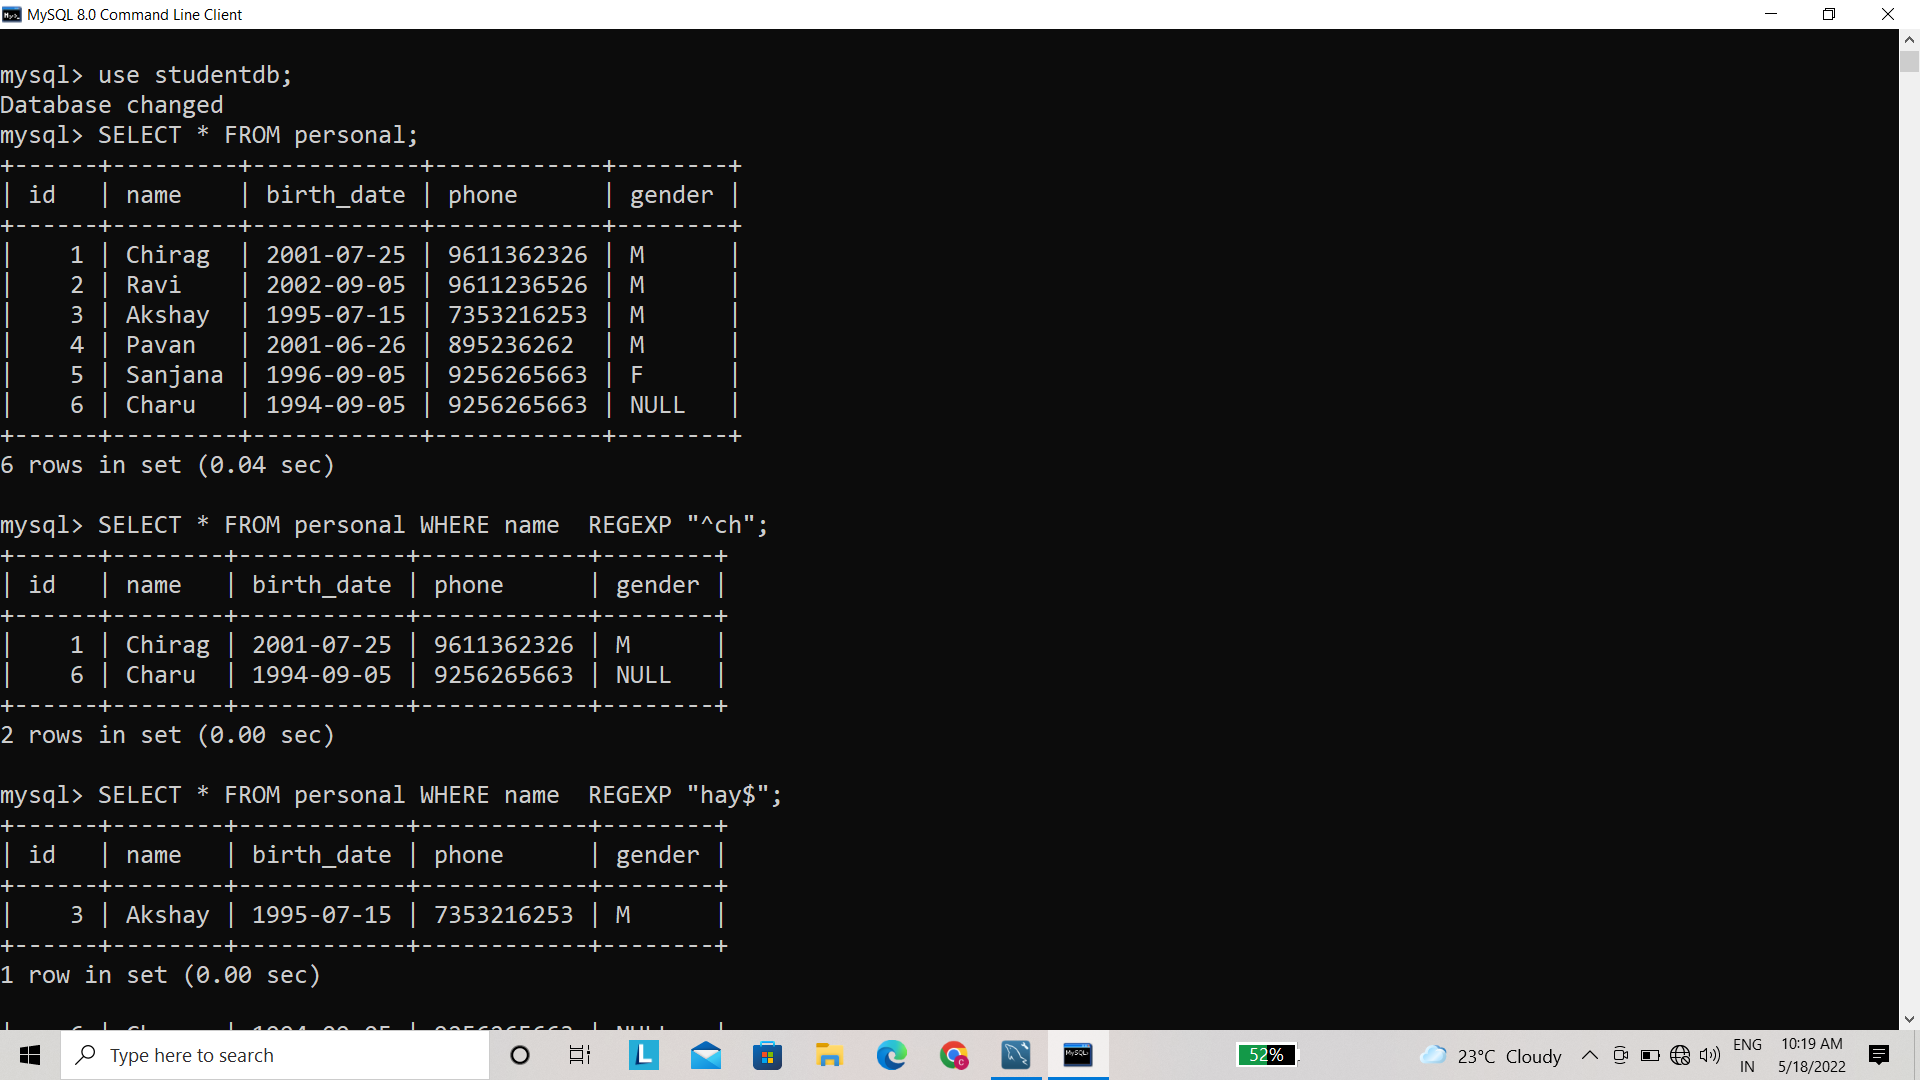 MySQL 8.0 Command Line Client
mysql> use studentdb;
Database changed
mysql> SELECT * FROM personal;
+------+---------+------------+------------+--------+
| id   | name    | birth_date | phone      | gender |
+------+---------+------------+------------+--------+
|    1 | Chirag  | 2001-07-25 | 9611362326 | M      |
|    2 | Ravi    | 2002-09-05 | 9611236526 | M      |
|    3 | Akshay  | 1995-07-15 | 7353216253 | M      |
|    4 | Pavan   | 2001-06-26 | 895236262  | M      |
|    5 | Sanjana | 1996-09-05 | 9256265663 | F      |
|    6 | Charu   | 1994-09-05 | 9256265663 | NULL   |
+------+---------+------------+------------+--------+
6 rows in set (0.04 sec)
mysql> SELECT * FROM personal WHERE name  REGEXP "^ch";
+------+--------+------------+------------+--------+
| id   | name   | birth_date | phone      | gender |
+------+--------+------------+------------+--------+
|    1 | Chirag | 2001-07-25 | 9611362326 | M      |
|    6 | Charu  | 1994-09-05 | 9256265663 | NULL   |
+------+--------+------------+------------+--------+
2 rows in set (0.00 sec)
mysql> SELECT * FROM personal WHERE name  REGEXP "hay$";
+------+--------+------------+------------+--------+
| id   | name   | birth_date | phone      | gender |
+------+--------+------------+------------+--------+
|    3 | Akshay | 1995-07-15 | 7353216253 | M      |
+------+--------+------------+------------+--------+
1 row in set (0.00 sec)
Type here to search
L
MySQL
52%
23°C Cloudy
ENG
IN
10:19 AM
5/18/2022